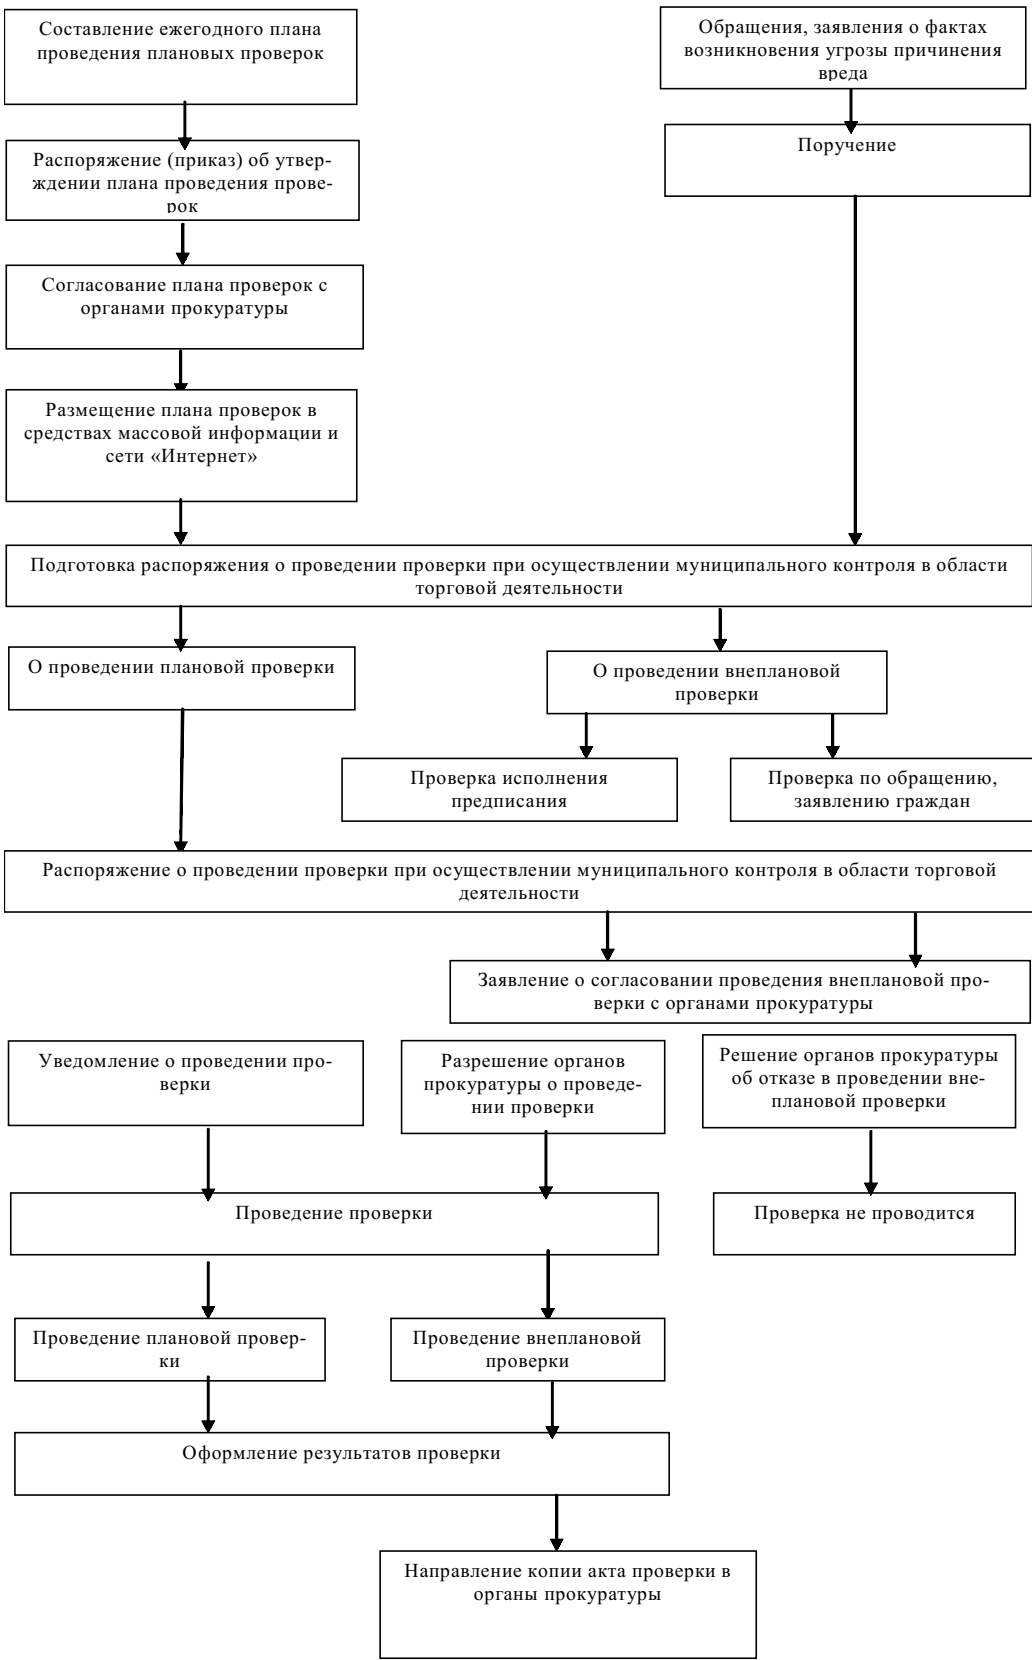 Составление ежегодного плана
проведения плановых проверок
Обращения, заявления о фактах
возникновения угрозы причинения
вреда
Распоряжение (приказ) об утвер-
ждении плана проведения прове-
рок
Поручение
Согласование плана проверок с
органами прокуратуры
Размещение плана проверок в
средствах массовой информации и
сети «Интернет»
Подготовка распоряжения о проведении проверки при осуществлении муниципального контроля в области
торговой деятельности
О проведении плановой проверки
О проведении внеплановой
проверки
Проверка исполнения
предписания
Проверка по обращению,
заявлению граждан
Распоряжение о проведении проверки при осуществлении муниципального контроля в области торговой
деятельности
Заявление о согласовании проведения внеплановой про-
верки с органами прокуратуры
Уведомление о проведении про-
верки
Разрешение органов
прокуратуры о проведе-
нии проверки
Решение органов прокуратуры
об отказе в проведении вне-
плановой проверки
Проведение проверки
Проверка не проводится
Проведение плановой провер-
ки
Проведение внеплановой
проверки
Оформление результатов проверки
Направление копии акта проверки в
органы прокуратуры